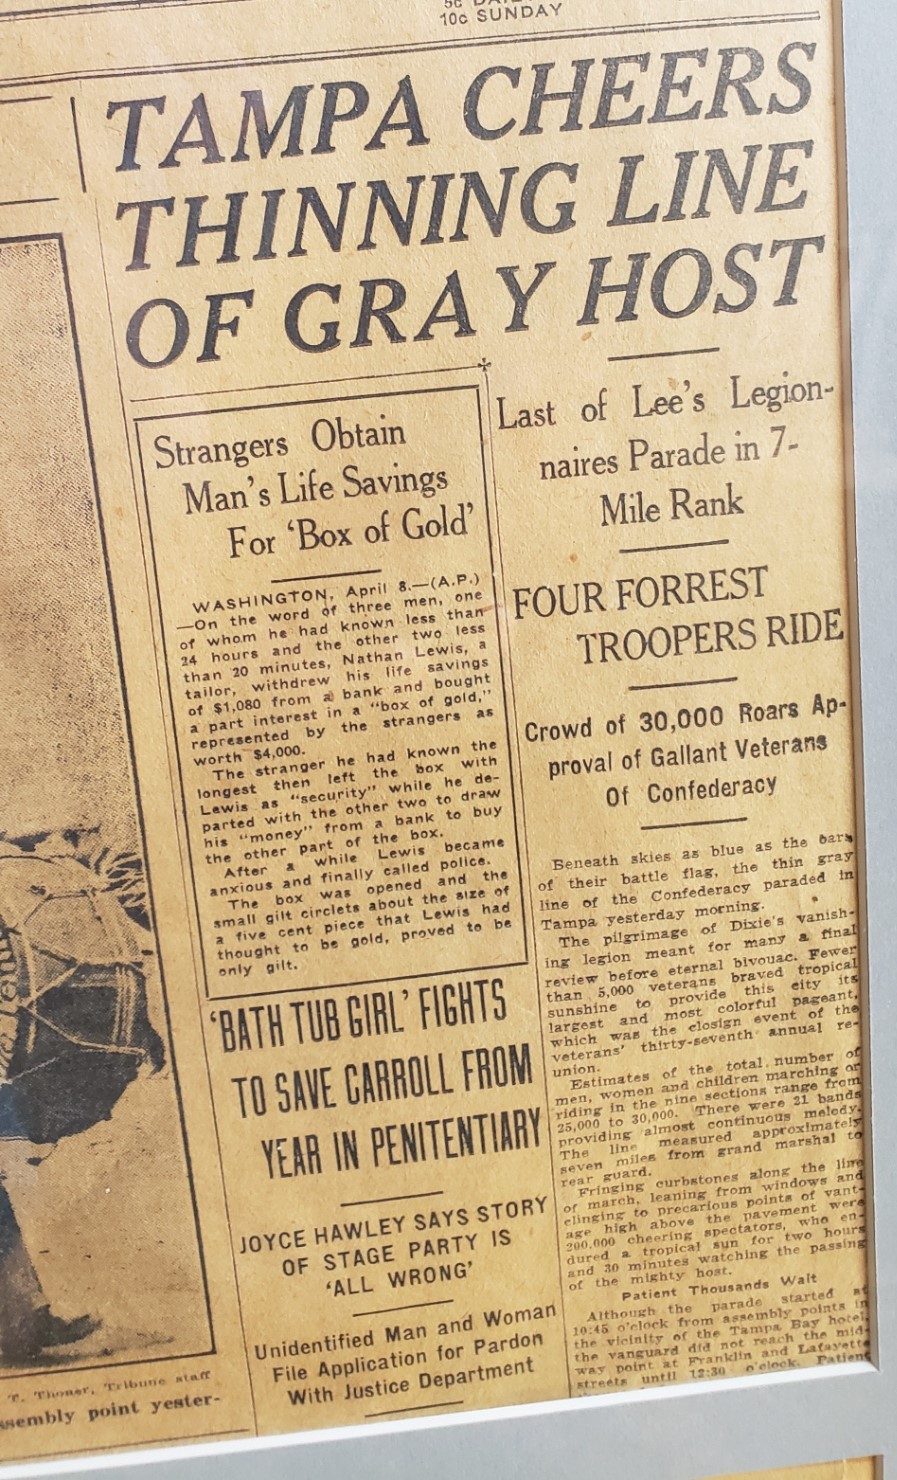 5c DAILY
10c SUNDAY
TAMPA CHEERS
THINNING LINE
OF GRAY HOST
Strangers Obtain
Man's Life Savings
For 'Box of Gold'
WASHINGTON, April 8.—(A.P.)
—On the word of three men, one
of whom he had known less than
24 hours and the other two less
than 20 minutes, Nathan Lewis, a
tailor, withdrew his life savings
of $1,080 from a bank and bought
a part interest in a "box of gold,"
represented by the strangers as
worth $4,000.
The stranger he had known the
longest then left the box with
Lewis as "security" while he de-
parted with the other two to draw
his "money" from a bank to buy
the other part of the box.
After a while Lewis became
anxious and finally called police.
The box was opened and the
small gilt circlets about the size of
a five cent piece that Lewis had
thought to be gold, proved to be
only gilt.
'BATH TUB GIRL' FIGHTS
TO SAVE CARROLL FROM
YEAR IN PENITENTIARY
JOYCE HAWLEY SAYS STORY
OF STAGE PARTY IS
'ALL WRONG'
Unidentified Man and Woman
File Application for Pardon
With Justice Department
Last of Lee's Legion-
naires Parade in 7-
Mile Rank
FOUR FORREST
TROOPERS RIDE
Crowd of 30,000 Roars Ap-
proval of Gallant Veterans
Of Confederacy
Beneath skies as blue as the bars
of their battle flag, the thin gray
line of the Confederacy paraded in
Tampa yesterday morning.
The pilgrimage of Dixie's vanish-
ing legion meant for many a final
review before eternal bivouac. Fewer
than 5,000 veterans braved tropical
sunshine to provide this city its
largest and most colorful pageant,
which was the closign event of the
veterans' thirty-seventh annual re-
union.
Estimates of the total number of
men, women and children marching or
riding in the nine sections range from
25,000 to 30,000. There were 21 bands
providing almost continuous melody.
The line measured approximately
seven miles from grand marshal to
rear guard.
Fringing curbstones along the line
of march, leaning from windows and
clinging to precarious points of vant-
age high above the pavement were
200,000 cheering spectators, who en-
dured a tropical sun for two hours
and 30 minutes watching the passing
of the mighty host.
Patient Thousands Wait
Although the parade started at
10:45 o'clock from assembly points in
the vicinity of the Tampa Bay hotel,
the vanguard did not reach the mid-
way point at Franklin and Lafayette
streets until 12:30 o'clock. Patient
Tribune staff
ssembly point yester-